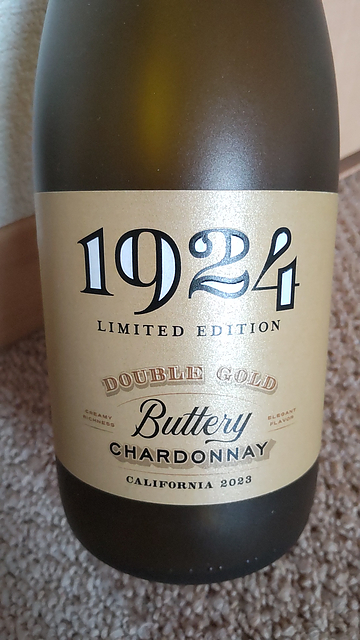 1924
LIMITED EDITION
DOUBLE GOLD
CREAMY
RICHNESS
Buttery
ELEGANT
FLAVOR
CHARDONNAY
CALIFORNIA 2023